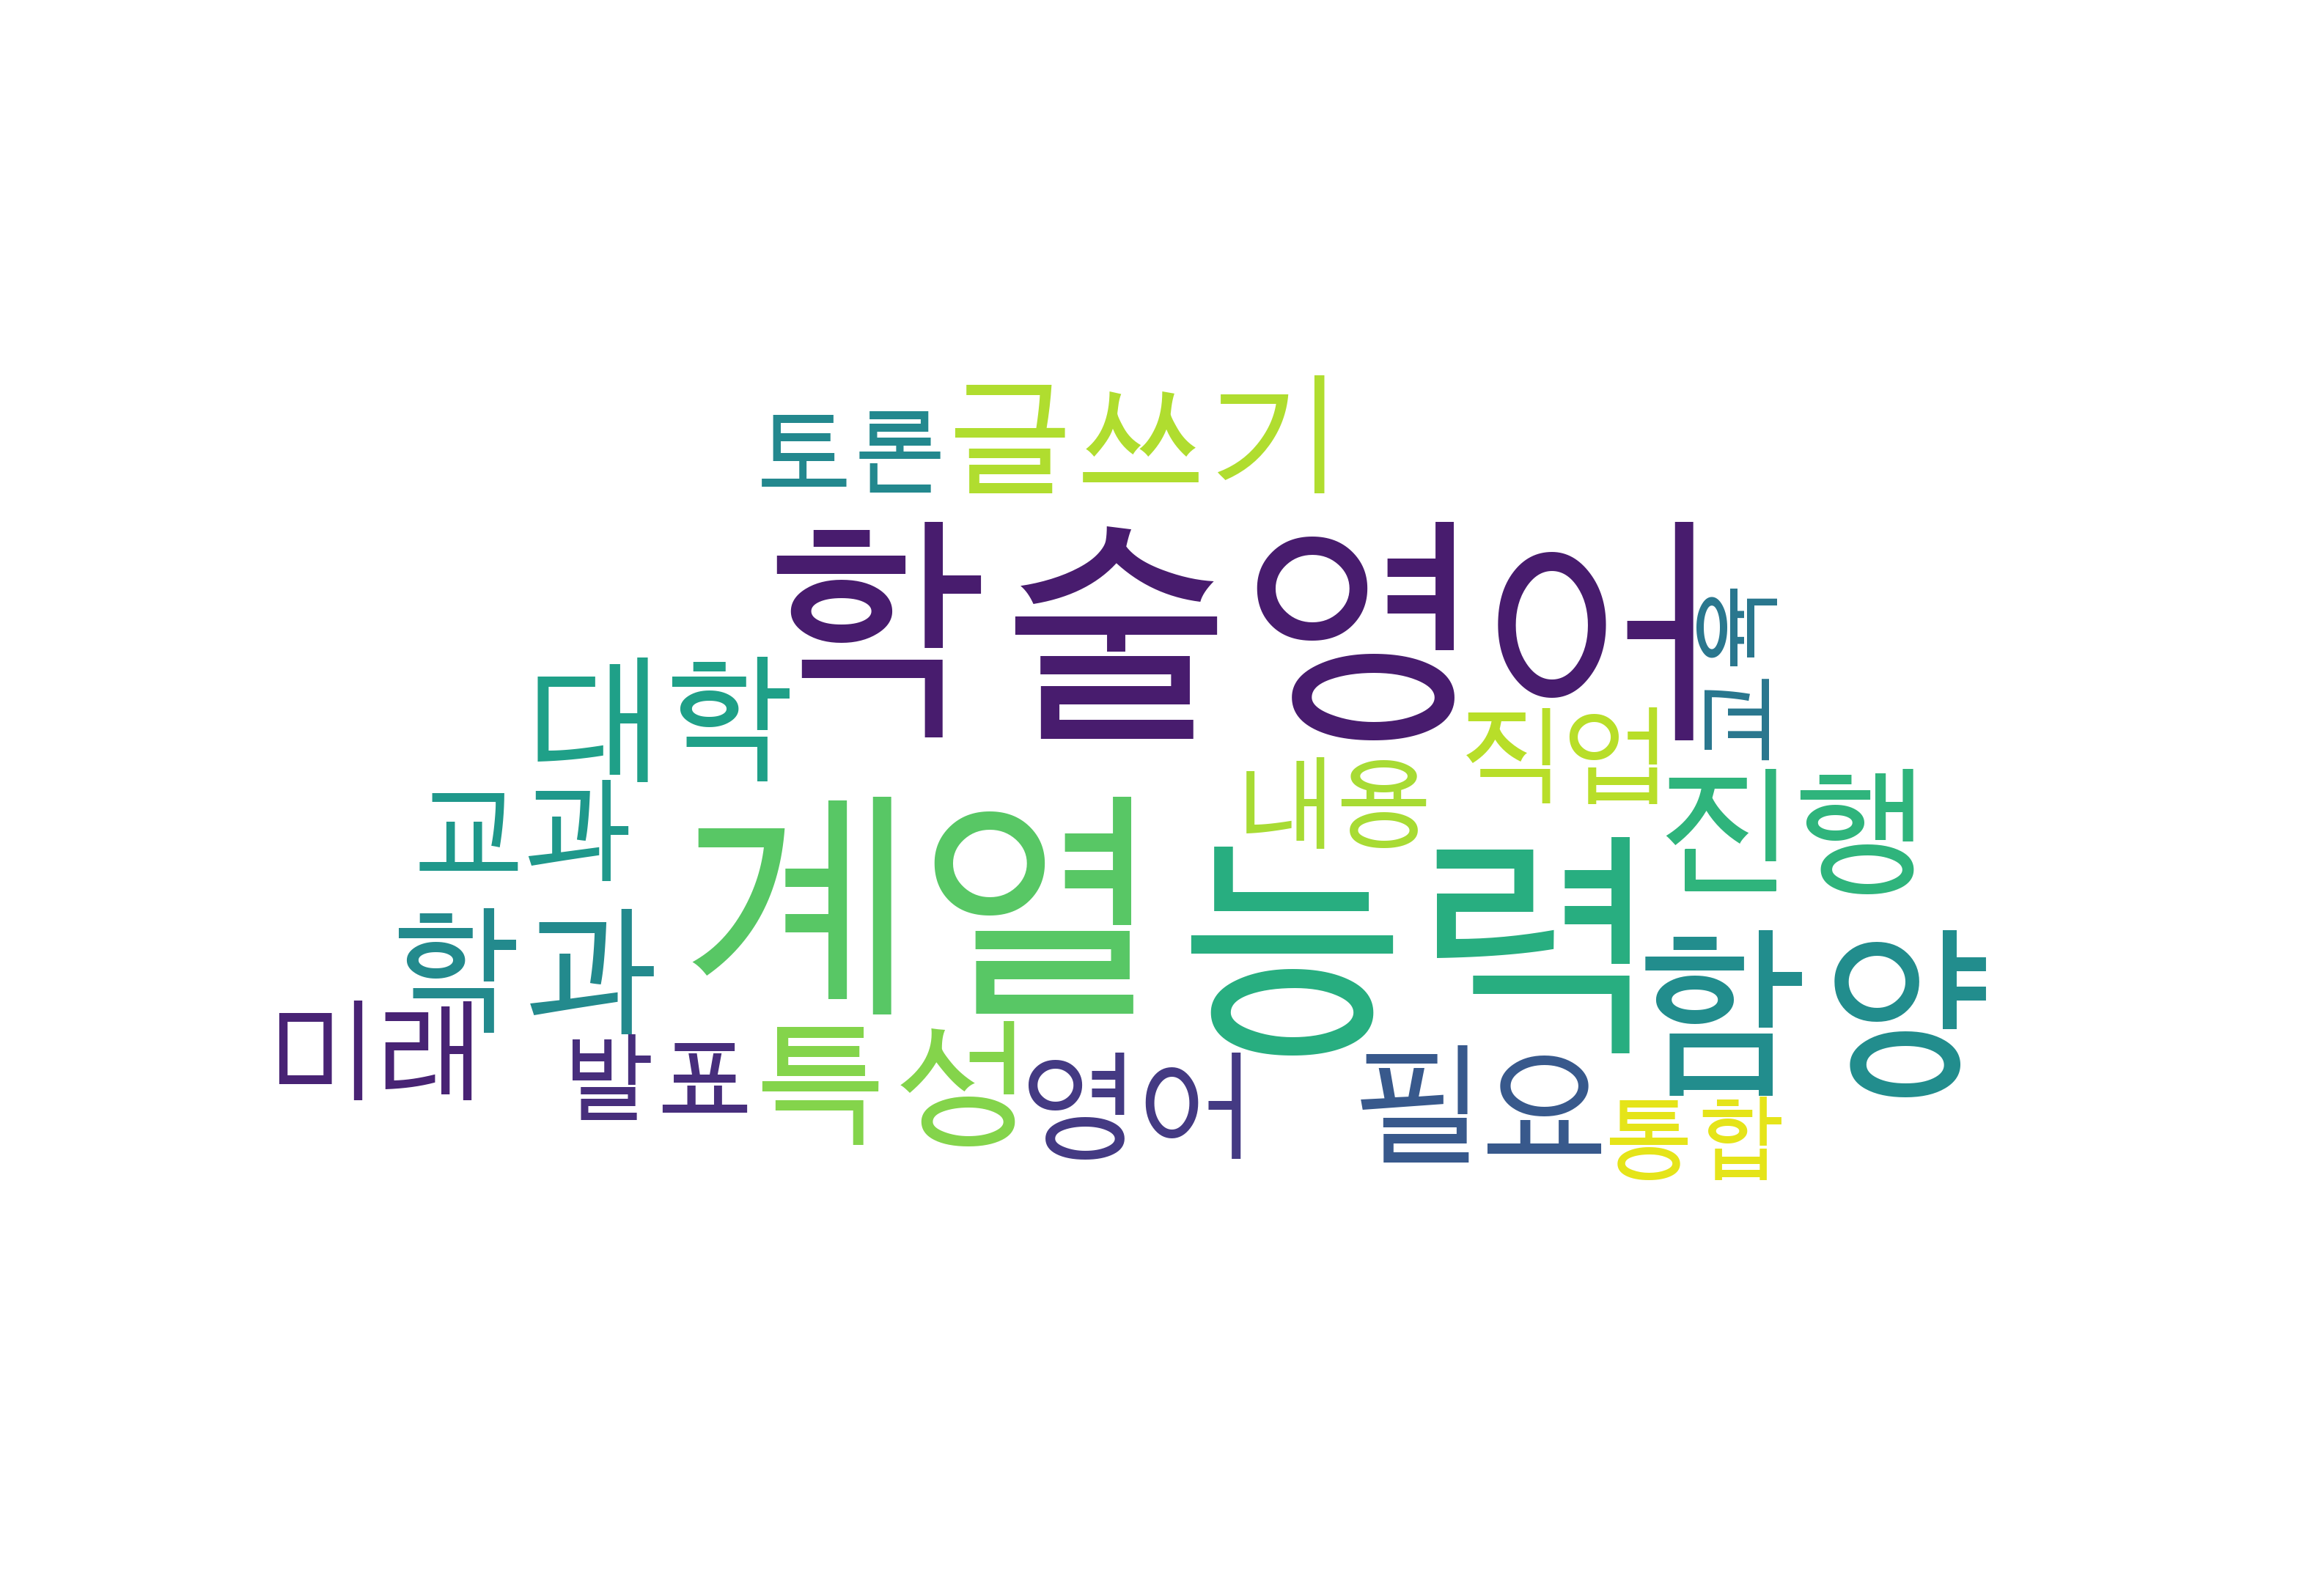 토론 글쓰기
학술영어
교육
대학
직업
내용
교과
진행
계열
능력
학과
함양
미래
발표
특성
영어
필요
통합